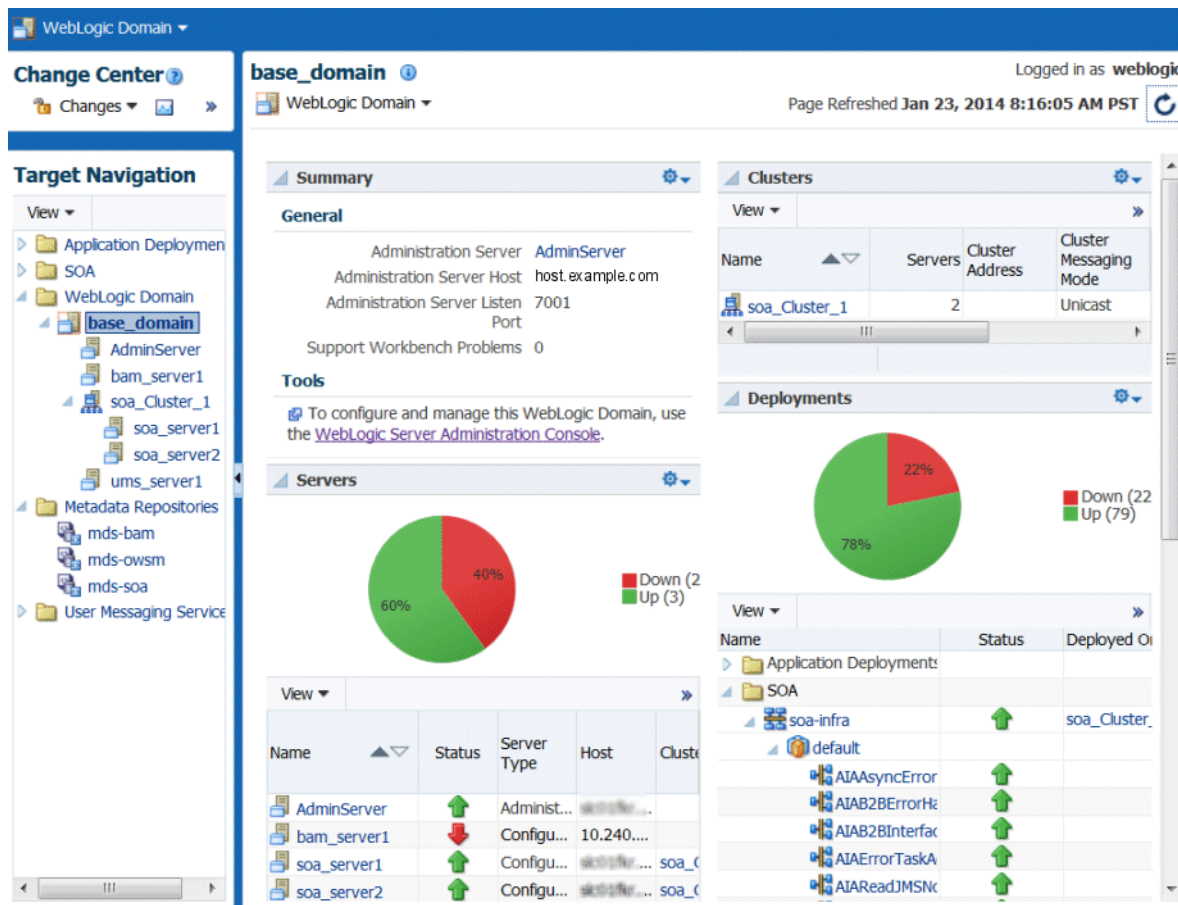 WebLogic Domain
Change Center
Changes
»
Target Navigation
View
Application Deploymen
SOA
WebLogic Domain
base_domain
AdminServer
bam_server1
soa_Cluster_1
soa_server1
soa_server2
ums_server1
Metadata Repositories
mds-bam
mds-owsm
mds-soa
User Messaging Service
base_domain
Logged in as weblogic
WebLogic Domain
Page Refreshed Jan 23, 2014 8:16:05 AM PST
Summary
General
Administration Server AdminServer
Administration Server Host host.example.com
Administration Server Listen 7001
Port
Support Workbench Problems 0
Tools
To configure and manage this WebLogic Domain, use
the WebLogic Server Administration Console.
Servers
40%
60%
Down (2
Up (3)
View »
Name Status Server Type Host Cluste
AdminServer Administ...
bam_server1 Configu... 10.240....
soa_server1 Configu... soa_C
soa_server2 Configu... soa_C
Clusters
View »
Name Servers Cluster Address Cluster Messaging Mode
soa_Cluster_1 2 Unicast
Deployments
22%
78%
Down (22
Up (79)
View »
Name Status Deployed O
Application Deployments
SOA
soa-infra soa_Cluster_
default
AIAAsyncError
AIAB2BErrorHa
AIAB2BInterfac
AIAErrorTaskA
AIAReadJMSNo